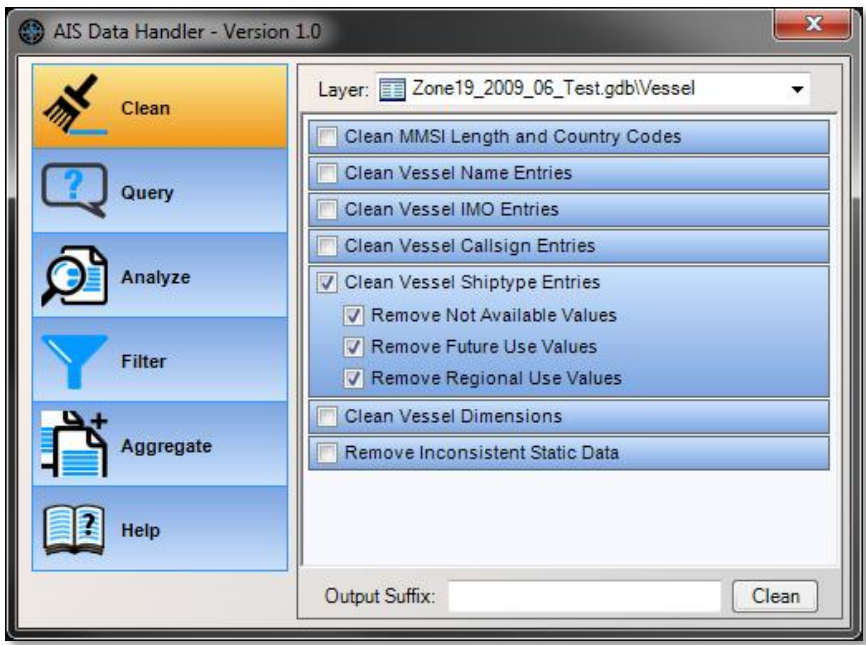 AIS Data Handler - Version 1.0
Clean
Query
Analyze
Filter
Aggregate
Help
Layer: Zone19_2009_06_Test.gdb\Vessel
Clean MMSI Length and Country Codes
Clean Vessel Name Entries
Clean Vessel IMO Entries
Clean Vessel Callsign Entries
Clean Vessel Shiptype Entries
Remove Not Available Values
Remove Future Use Values
Remove Regional Use Values
Clean Vessel Dimensions
Remove Inconsistent Static Data
Output Suffix: Clean